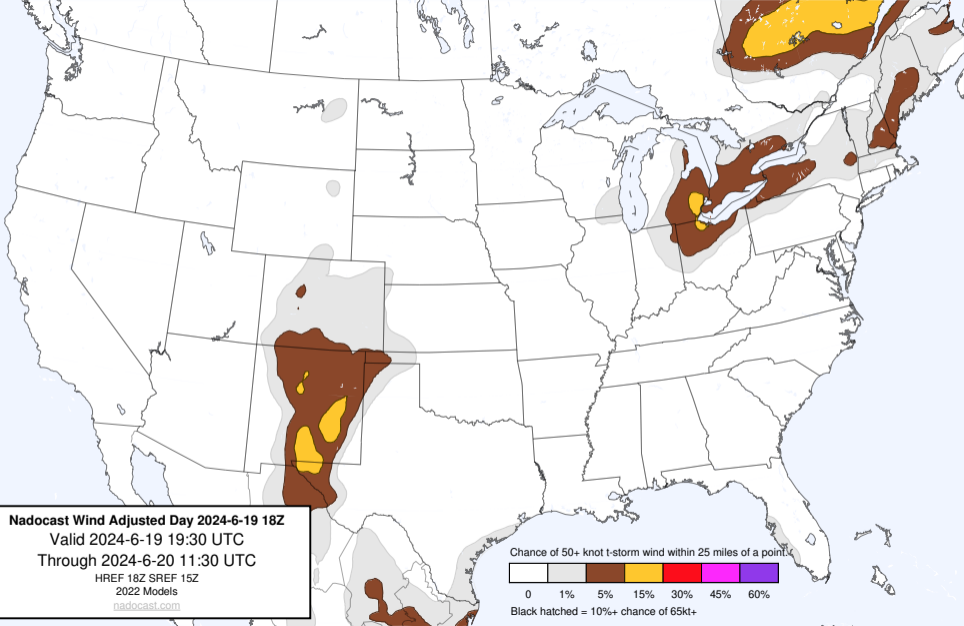 Nadocast Wind Adjusted Day 2024-6-19 18Z
Valid 2024-6-19 19:30 UTC
Through 2024-6-20 11:30 UTC
HREF 18Z SREF 15Z
2022 Models
nadocast.com
Chance of 50+ knot t-storm wind within 25 miles of a point.
0 1% 5% 15% 30% 45% 60%
Black hatched = 10%+ chance of 65kt+